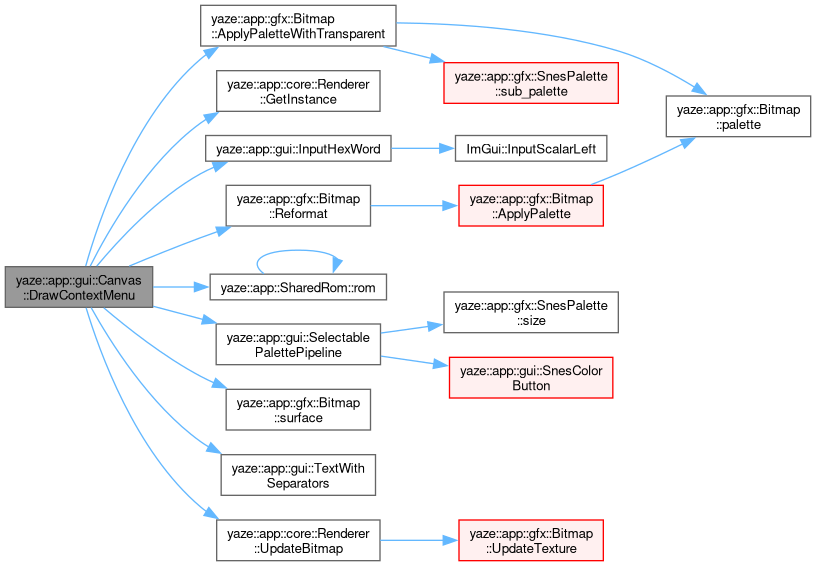 yaze::app::gfx::Bitmap
::ApplyPaletteWithTransparent
yaze::app::gfx::SnesPalette
::sub_palette
yaze::app::core::Renderer
::GetInstance
yaze::app::gfx::Bitmap
::palette
yaze::app::gui::InputHexWord
ImGui::InputScalarLeft
yaze::app::gfx::Bitmap
::Reformat
yaze::app::gfx::Bitmap
::ApplyPalette
yaze::app::gui::Canvas
::DrawContextMenu
yaze::app::SharedRom::rom
yaze::app::gfx::SnesPalette
::size
yaze::app::gui::Selectable
PalettePipeline
yaze::app::gui::SnesColor
Button
yaze::app::gfx::Bitmap
::surface
yaze::app::gui::TextWith
Separators
yaze::app::core::Renderer
::UpdateBitmap
yaze::app::gfx::Bitmap
::UpdateTexture